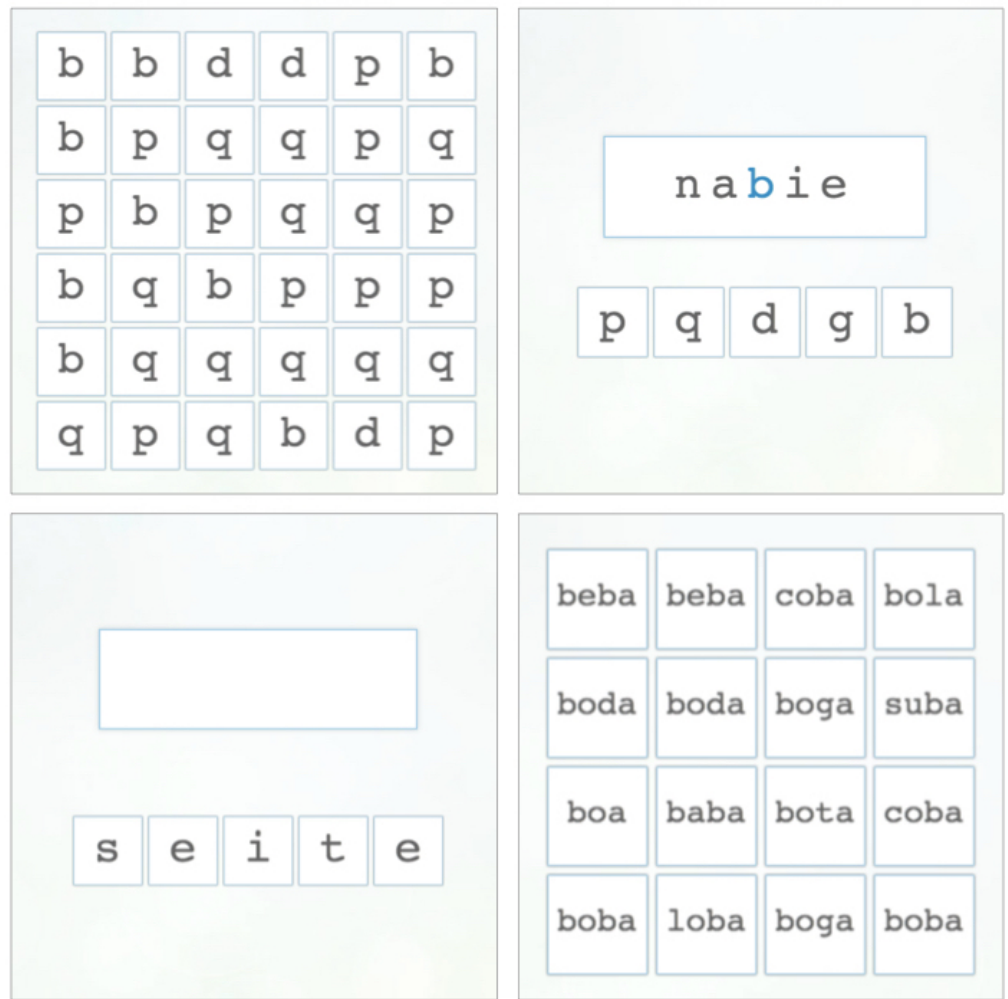 b b d d p b
b p q q p q
p b p q q p
b q b p p p
b q q q q q
q p q b d p
nabie
p q d g b
s e i t e
beba beba coba bola
boda boda boga suba
boa baba bota coba
boba loba boga boba